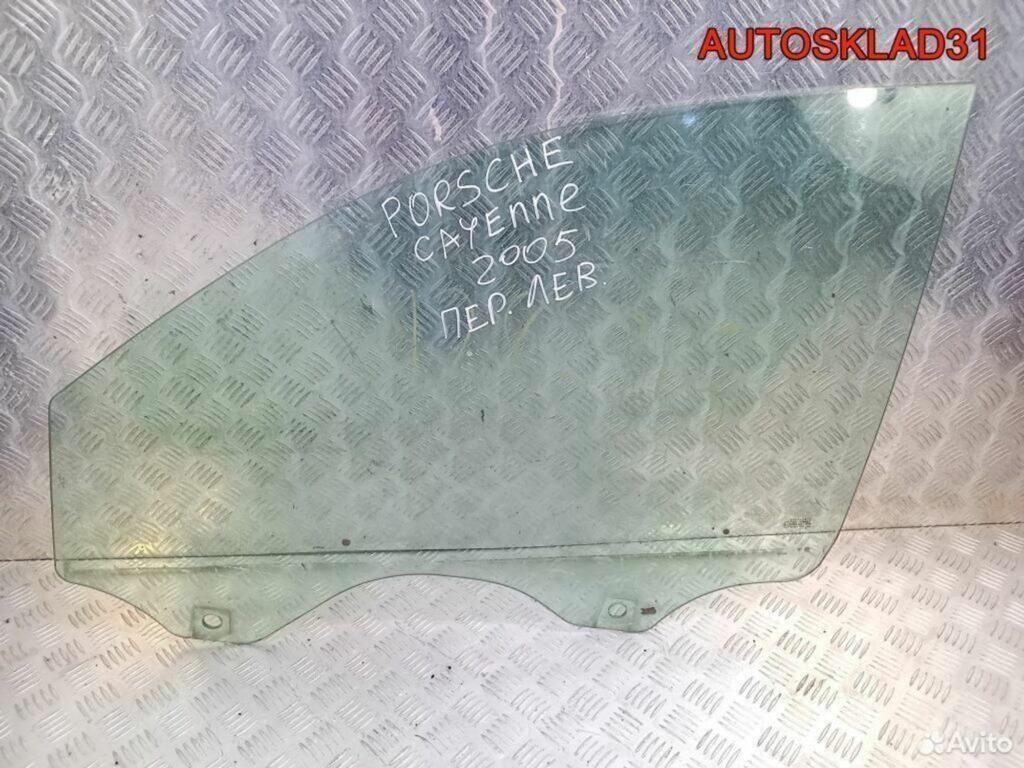 AUTOSKLAD31
PORSCHE
CAYENNE
2005
ПЕР. ЛЕВ.
Avito